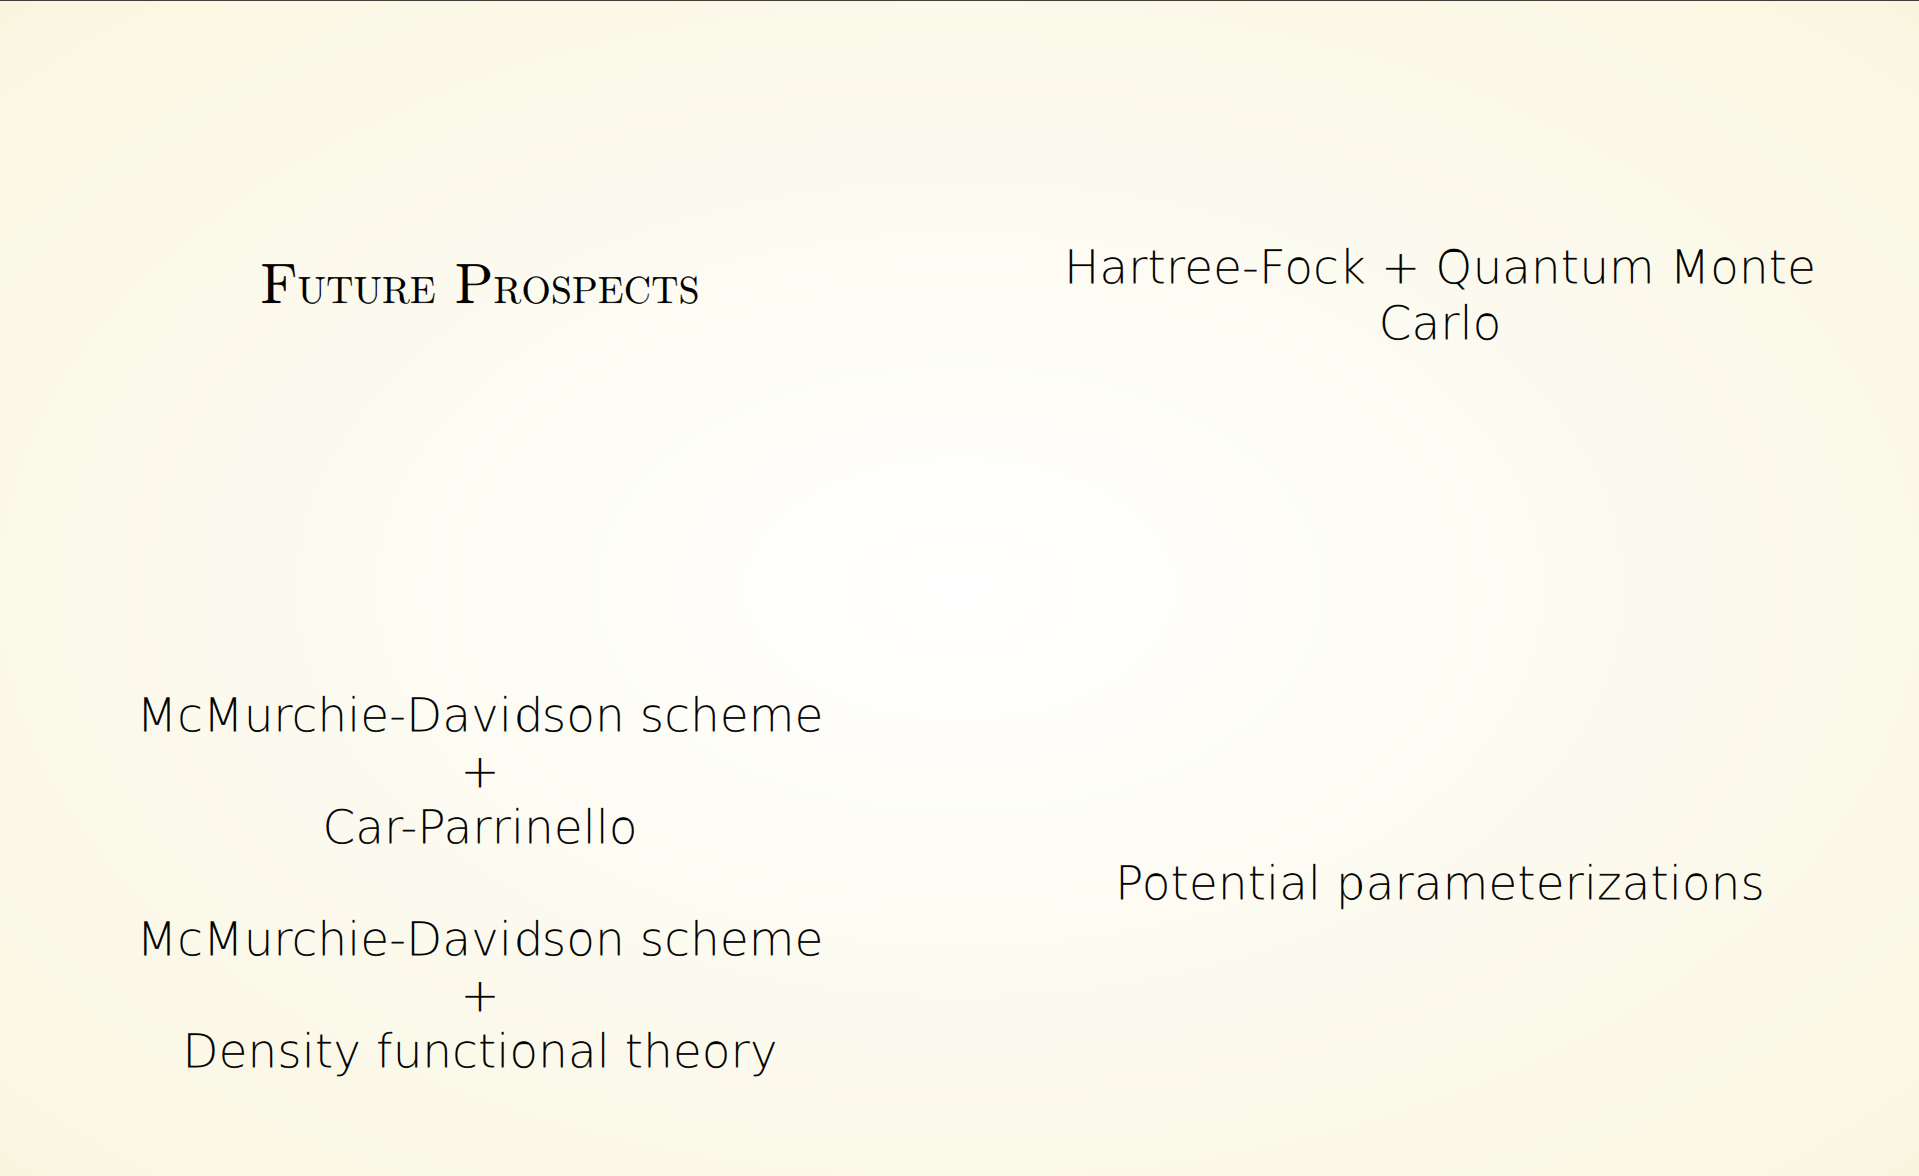 Future Prospects
Hartree-Fock + Quantum Monte
Carlo
McMurchie-Davidson scheme
+
Car-Parrinello
McMurchie-Davidson scheme
+
Density functional theory
Potential parameterizations